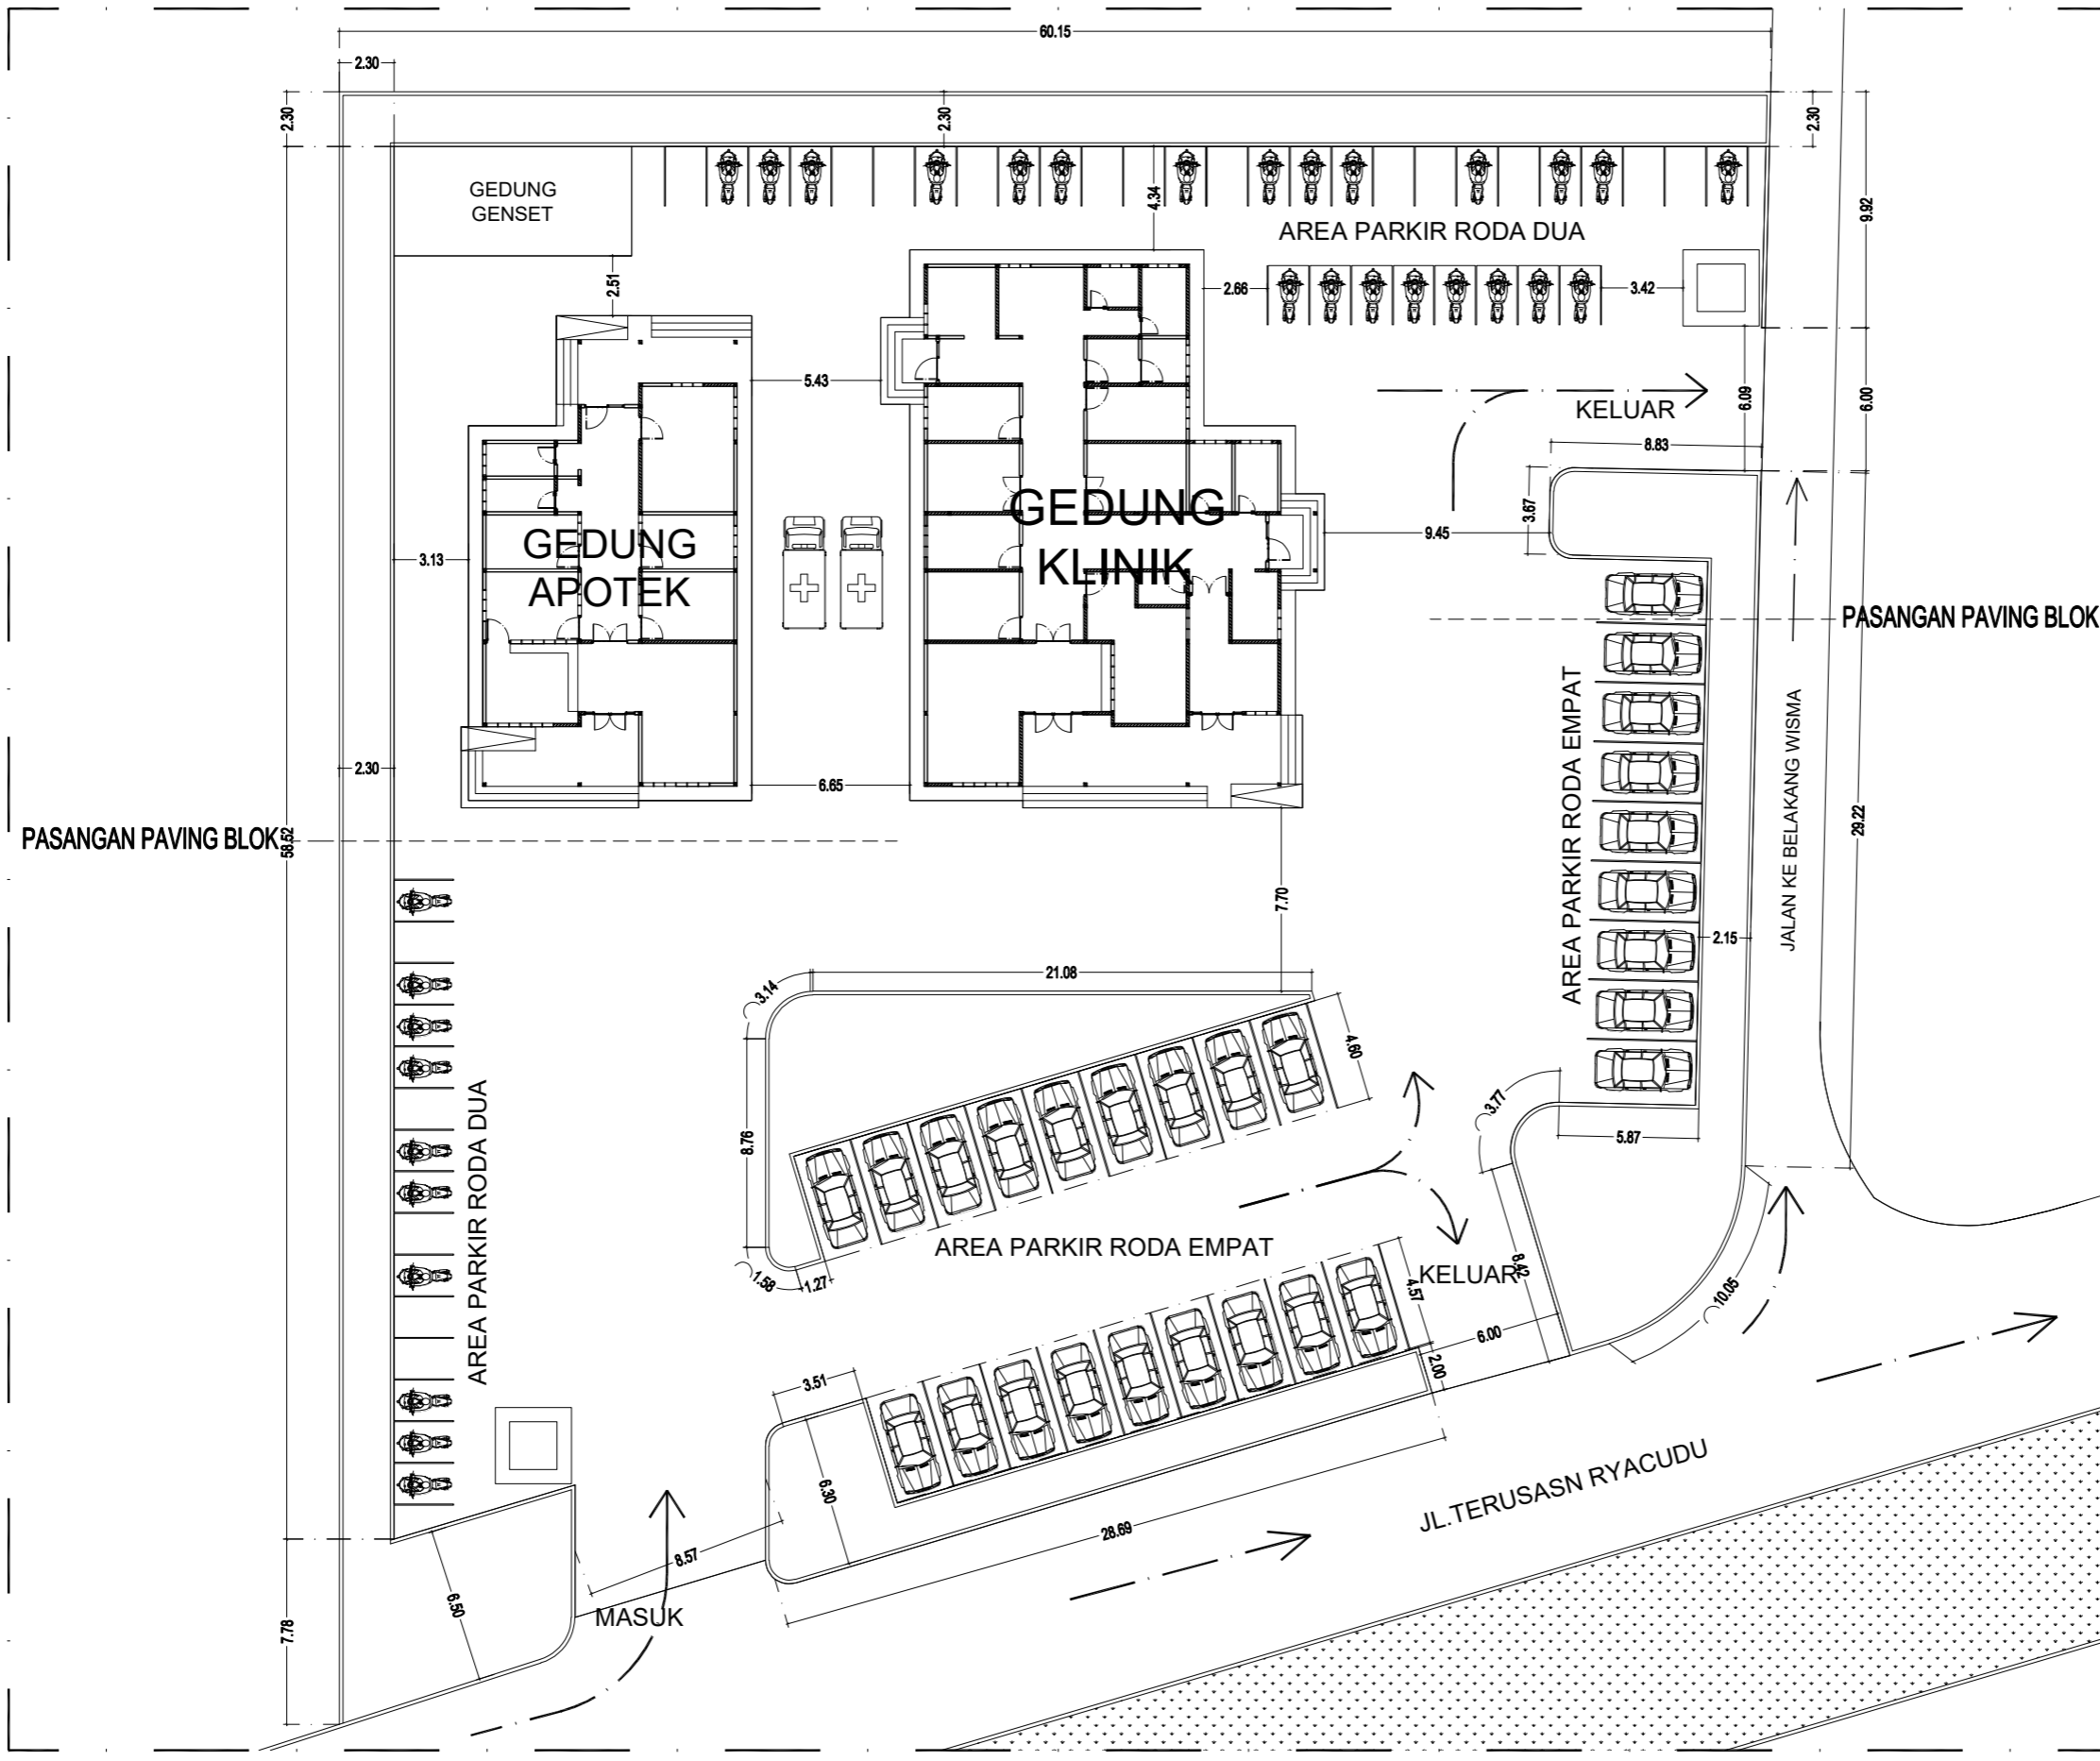 60.15
2.30
2.30
2.30
2.30
GEDUNG
GENSET
4.34
9.92
AREA PARKIR RODA DUA
2.51
2.66
3.42
5.43
KELUAR
6.09
6.00
8.83
3.67
GEDUNG
KLINIK
GEDUNG
APOTEK
3.13
9.45
PASANGAN PAVING BLOK
AREA PARKIR RODA EMPAT
JALAN KE BELAKANG WISMA
2.30
6.65
29.22
PASANGAN PAVING BLOK
58.52
7.70
2.15
21.08
3.14
4.60
8.76
3.77
5.87
AREA PARKIR RODA DUA
AREA PARKIR RODA EMPAT
1.58
1.27
KELUAR
8.42
4.57
10.05
6.00
2.00
3.51
6.30
28.69
JL.TERUSASN RYACUDU
8.57
6.50
MASUK
7.78